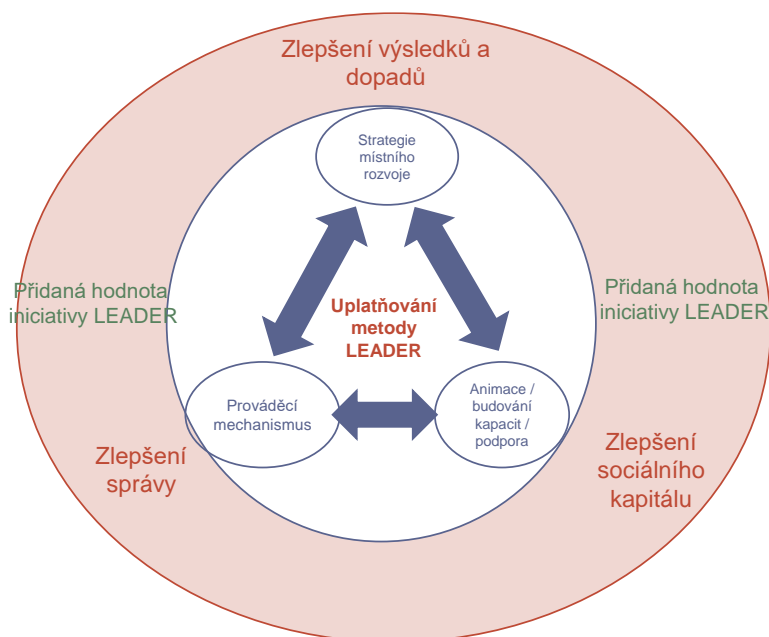 Zlepšení výsledků a
dopadů
Strategie
místního
rozvoje
Přidaná hodnota
iniciativy LEADER
Uplatňování
metody
LEADER
Přidaná hodnota
iniciativy LEADER
Prováděcí
mechanismus
Animace /
budování
kapacit /
podpora
Zlepšení
správy
Zlepšení
sociálního
kapitálu